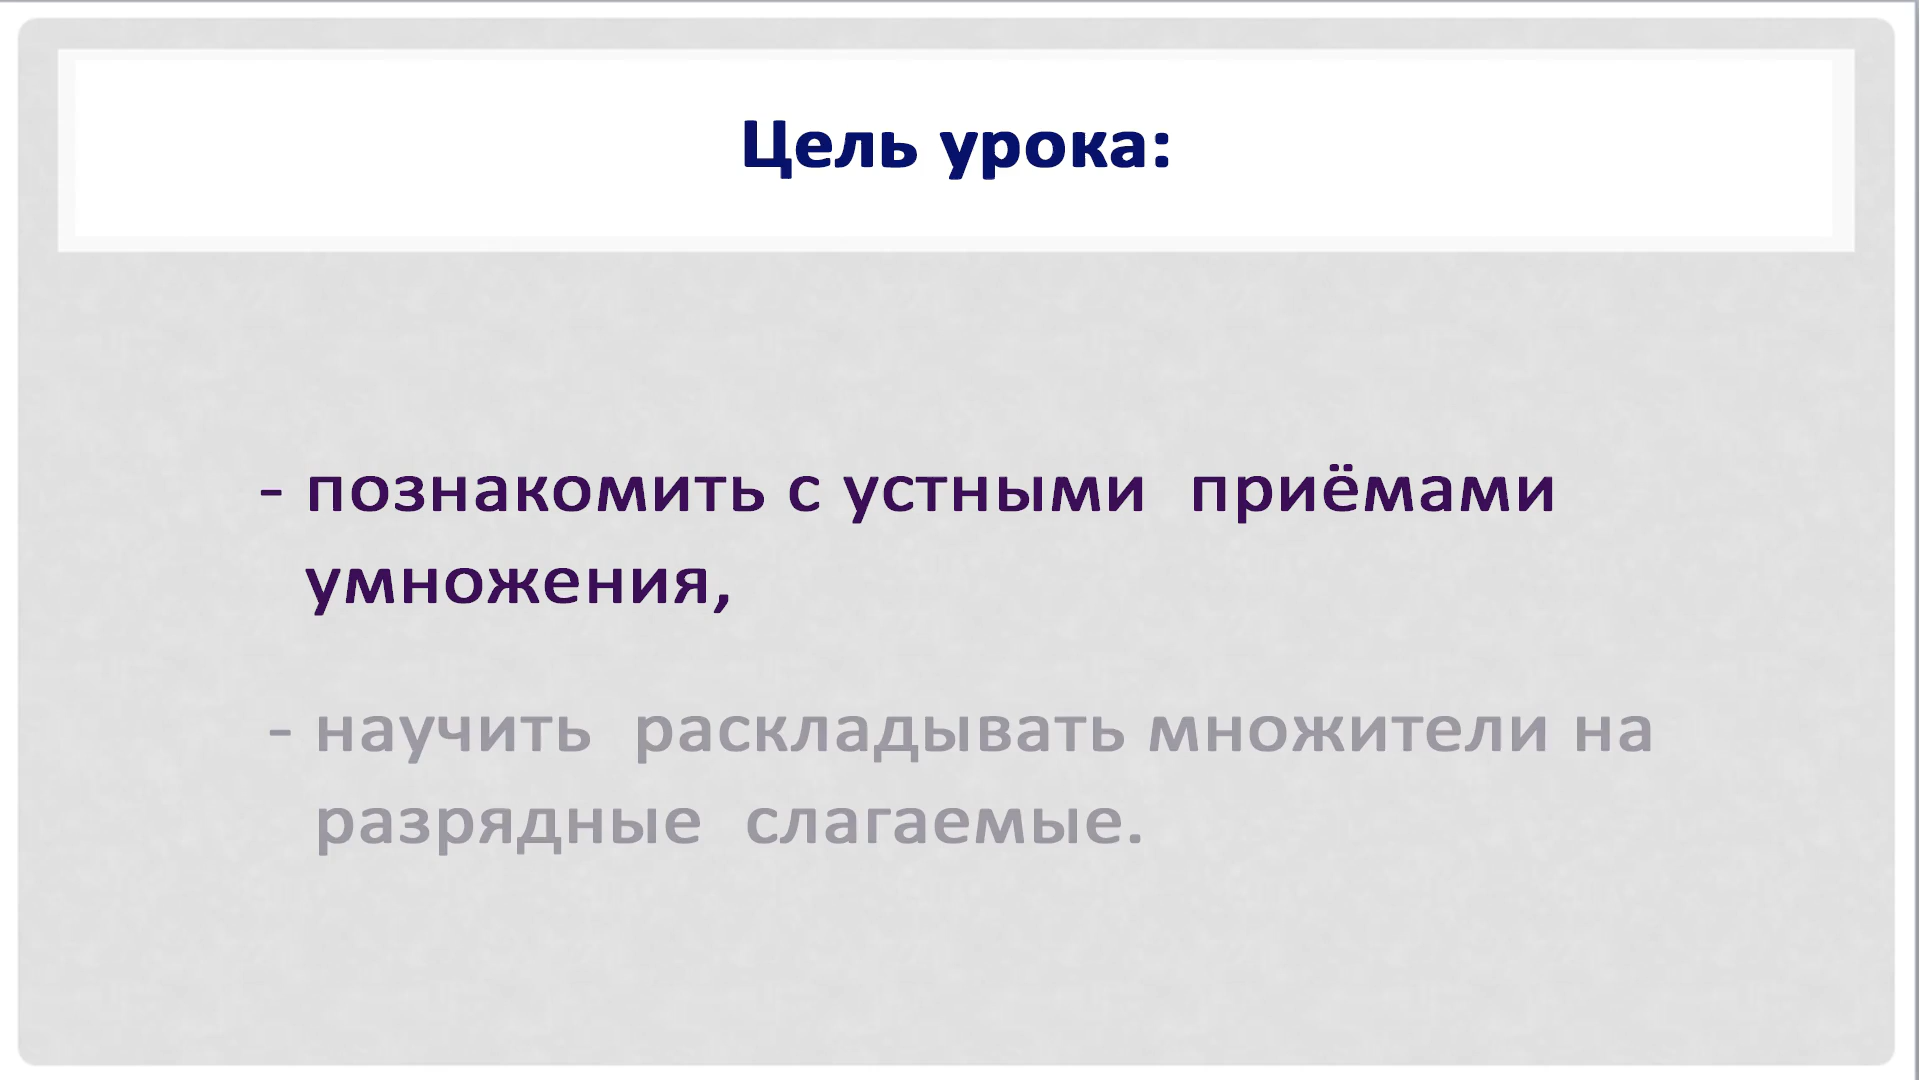 Цель урока:
- познакомить с устными приёмами
умножения,
- научить раскладывать множители на
разрядные слагаемые.